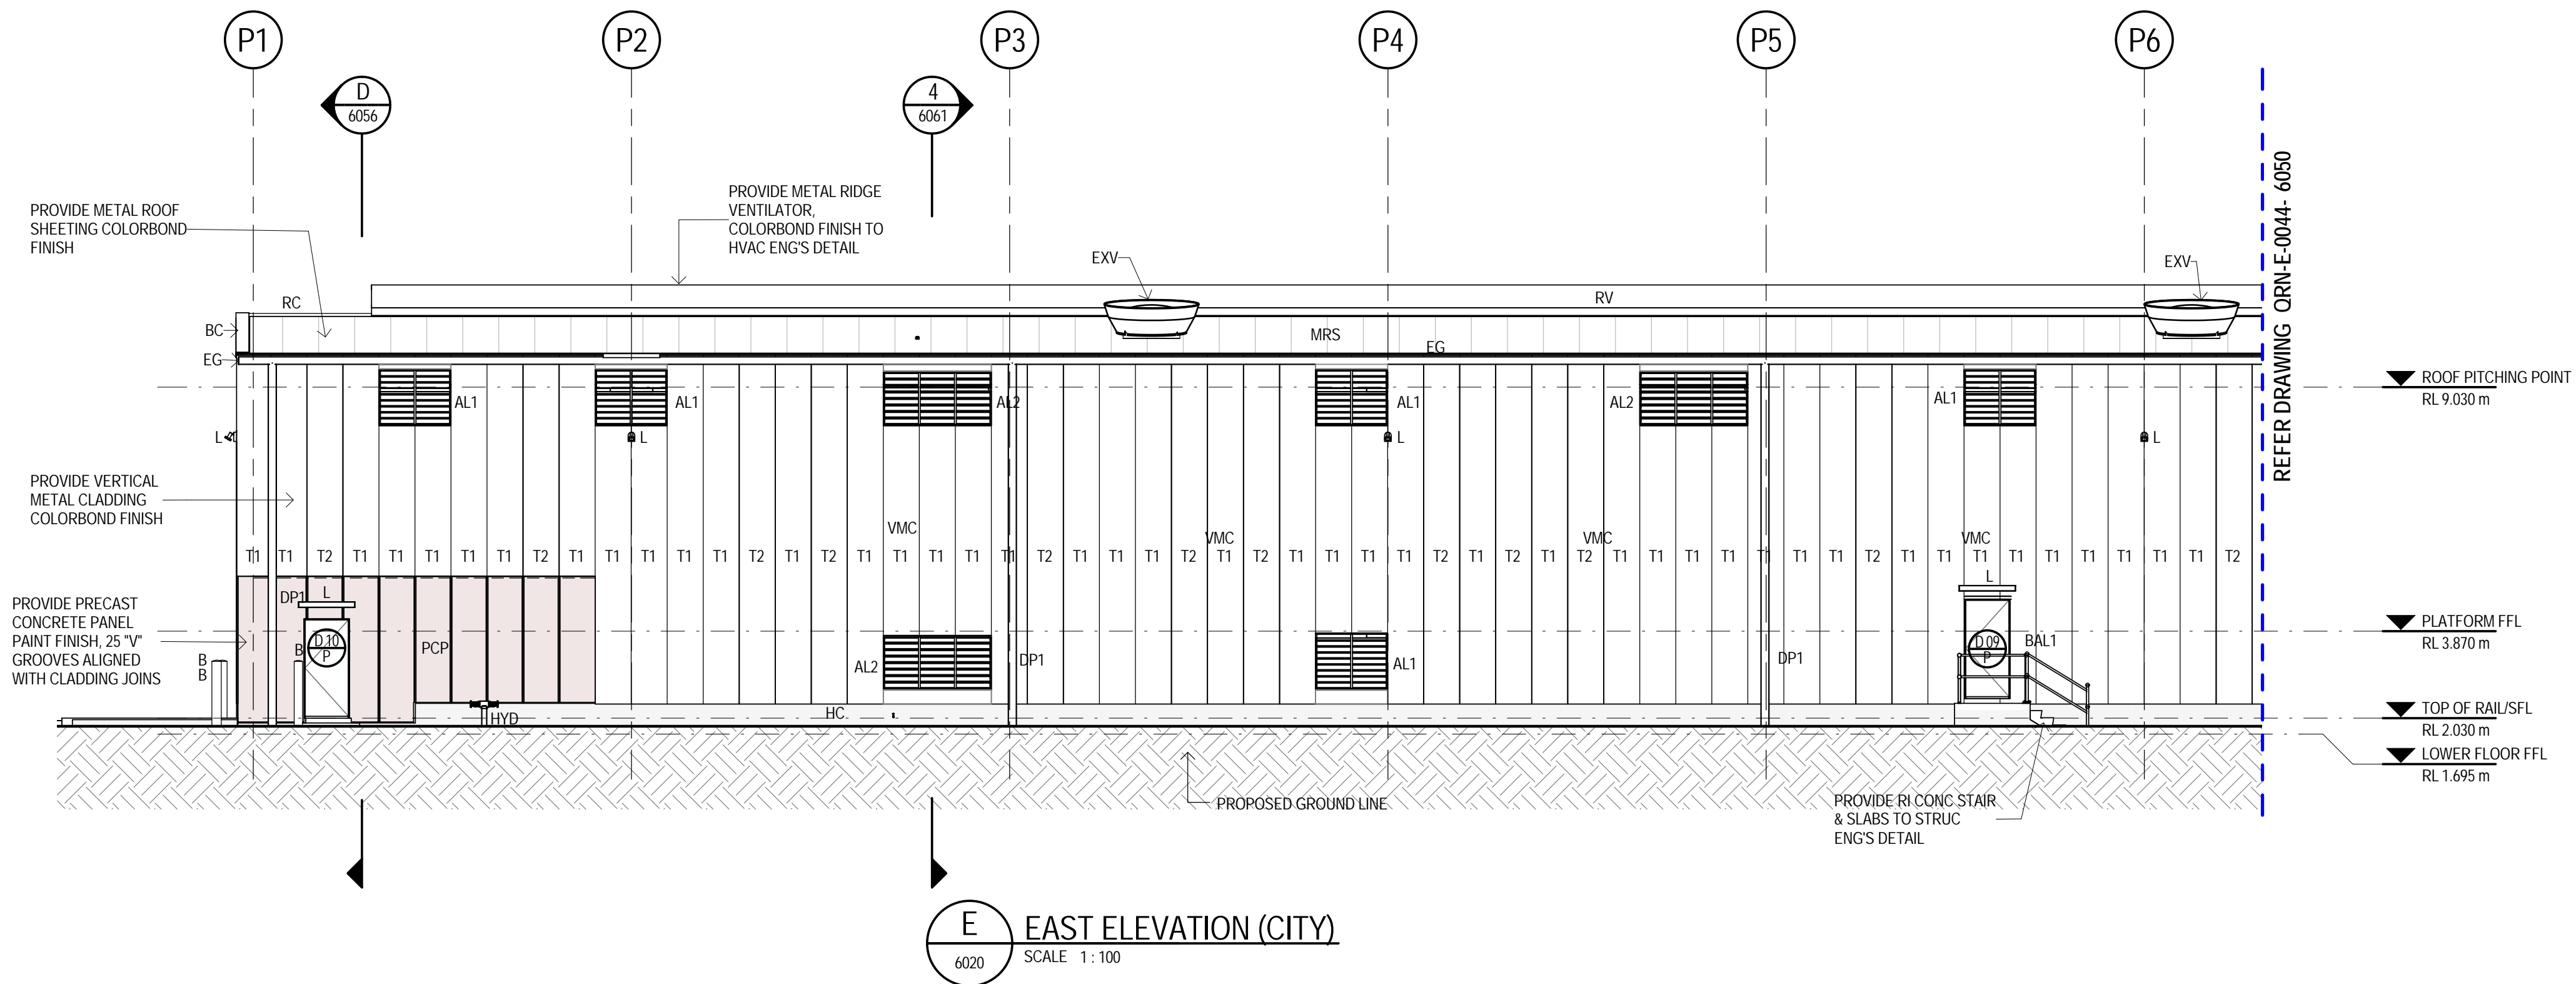 P1
P2
P3
P4
P5
P6
D
6056
4
6061
PROVIDE METAL ROOF
SHEETING COLORBOND
FINISH
PROVIDE METAL RIDGE
VENTILATOR,
COLORBOND FINISH TO
HVAC ENG'S DETAIL
EXV
EXV
REFER DRAWING QRN-E-0044- 6050
RC
RV
BC
MRS
EG
EG
ROOF PITCHING POINT
RL 9.030 m
AL1
AL1
AL2
AL1
AL2
AL1
L
L
L
L
PROVIDE VERTICAL
METAL CLADDING
COLORBOND FINISH
VMC
VMC
VMC
VMC
T1 T1 T2 T1 T1 T1 T1 T1 T2 T1 T1 T1 T1 T1 T2 T1 T2 T1 T1 T1 T1 T1 T2 T1 T1 T1 T2 T1 T2 T1 T1 T1 T1 T2 T1 T2 T1 T2 T1 T1 T1 T1 T1 T1 T2 T1 T1 T1 T1 T1 T1 T1 T1 T1 T2
PROVIDE PRECAST
CONCRETE PANEL
PAINT FINISH, 25 "V"
GROOVES ALIGNED
WITH CLADDING JOINS
DP1
L
L
D.10
P
PCP
B
B
B
AL2
DP1
AL1
DP1
D.09
P
BAL1
PLATFORM FFL
RL 3.870 m
HYD
HC
TOP OF RAIL/SFL
RL 2.030 m
LOWER FLOOR FFL
RL 1.695 m
PROPOSED GROUND LINE
PROVIDE RI CONC STAIR
& SLABS TO STRUC
ENG'S DETAIL
E
6020
EAST ELEVATION (CITY)
SCALE 1 : 100